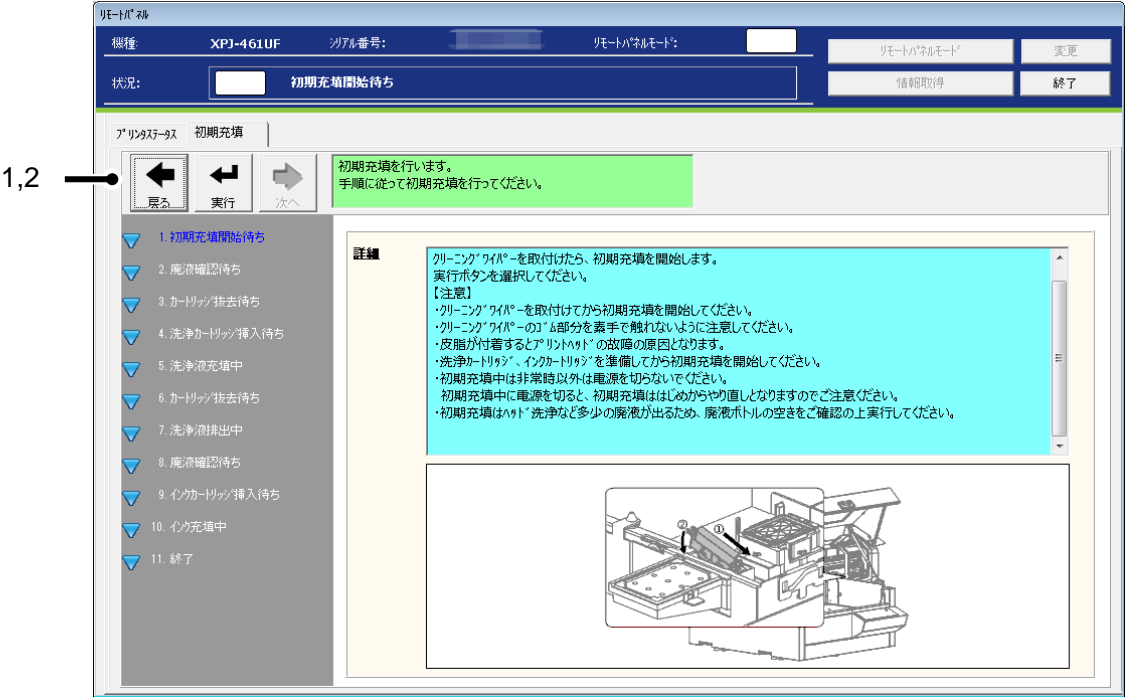 リモートパネル
機種: XPJ-461UF シリアル番号: リモートパネルモード:
リモートパネルモード 変更
状況: 初期充填開始待ち
情報取得 終了
プリンタステータス 初期充填
1,2
戻る 実行 次へ
初期充填を行います。
手順に従って初期充填を行ってください。
1. 初期充填開始待ち
2. 廃液確認待ち
3. カートリッジ抜去待ち
4. 洗浄カートリッジ挿入待ち
5. 洗浄液充填中
6. カートリッジ抜去待ち
7. 洗浄液排出中
8. 廃液確認待ち
9. インクカートリッジ挿入待ち
10. インク充填中
11. 終了
詳細
クリーニングワイパーを取付けたら、初期充填を開始します。
実行ボタンを選択してください。
【注意】
・クリーニングワイパーを取付けてから初期充填を開始してください。
・クリーニングワイパーのゴム部分を素手で触れないように注意してください。
・皮脂が付着するとプリントヘッドの故障の原因となります。
・洗浄カートリッジ、インクカートリッジを準備してから初期充填を開始してください。
・初期充填中は非常時以外は電源を切らないでください。
初期充填中に電源を切ると、初期充填ははじめからやり直しとなりますのでご注意ください。
・初期充填はヘッド洗浄など多少の廃液が出るため、廃液ボトルの空きをご確認の上実行してください。
② ①